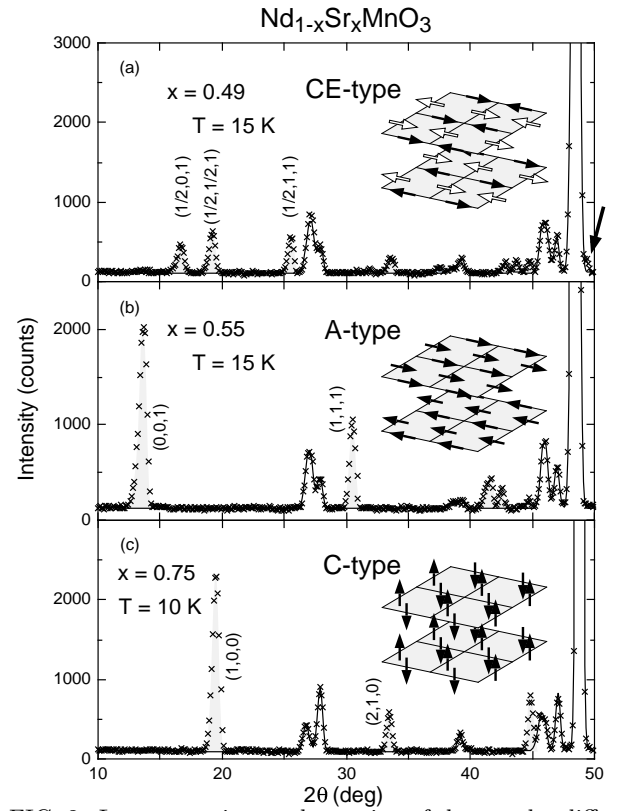 Nd1-xSrxMnO3
3000
(a)
x = 0.49
CE-type
T = 15 K
2000
(1/2,0,1)
(1/2,1/2,1)
(1/2,1,1)
1000
0
(b)
x = 0.55
A-type
2000
T = 15 K
Intensity (counts)
(0,0,1)
(1,1,1)
1000
0
(c)
x = 0.75
C-type
T = 10 K
2000
(1,0,0)
(2,1,0)
1000
0
10 20 30 40 50
2θ (deg)